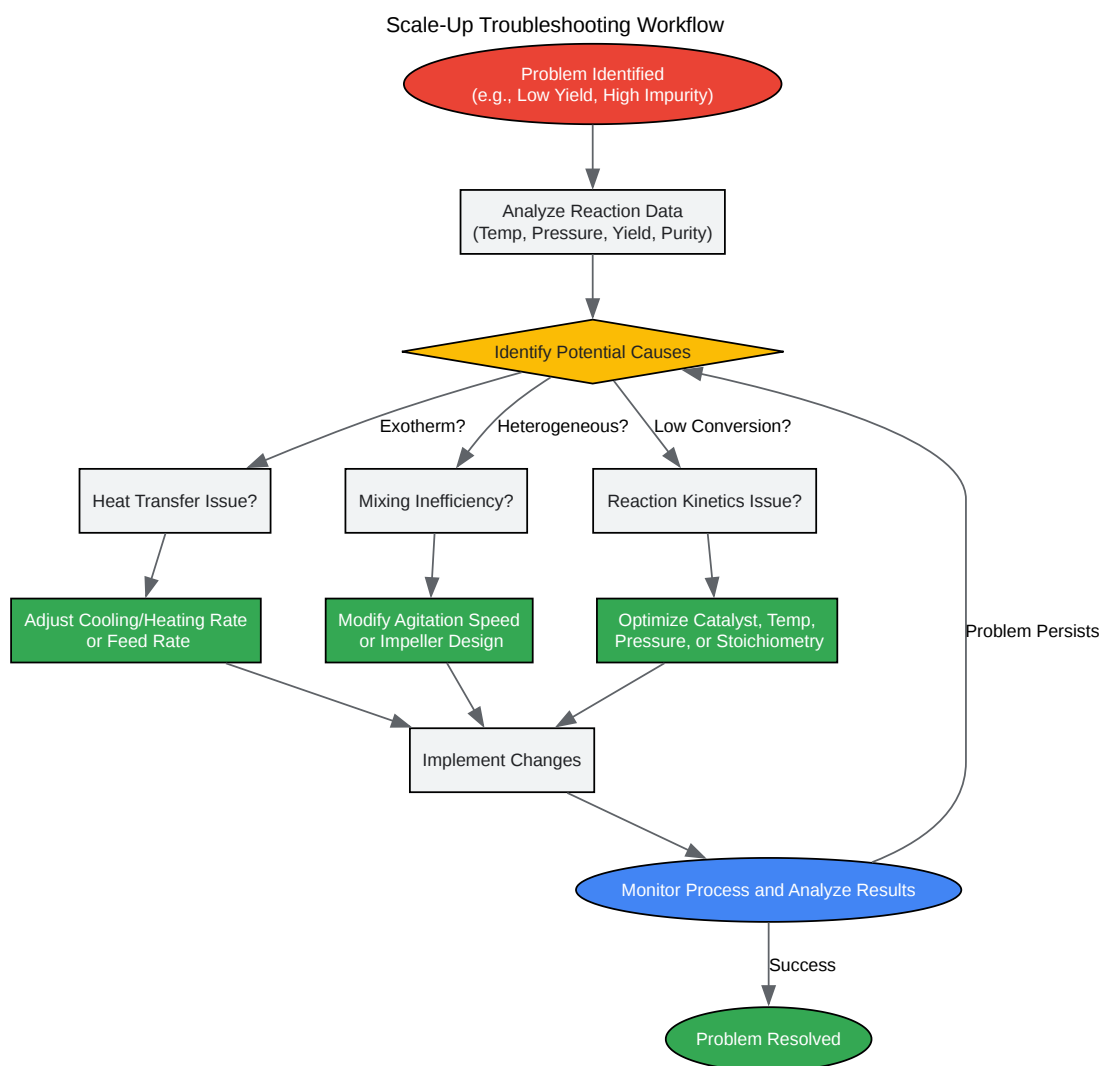 Scale-Up Troubleshooting Workflow
Problem Identified
(e.g., Low Yield, High Impurity)
Analyze Reaction Data
(Temp, Pressure, Yield, Purity)
Identify Potential Causes
Exotherm?
Heterogeneous?
Low Conversion?
Heat Transfer Issue?
Mixing Inefficiency?
Reaction Kinetics Issue?
Adjust Cooling/Heating Rate
or Feed Rate
Modify Agitation Speed
or Impeller Design
Optimize Catalyst, Temp,
Pressure, or Stoichiometry
Problem Persists
Implement Changes
Monitor Process and Analyze Results
Success
Problem Resolved